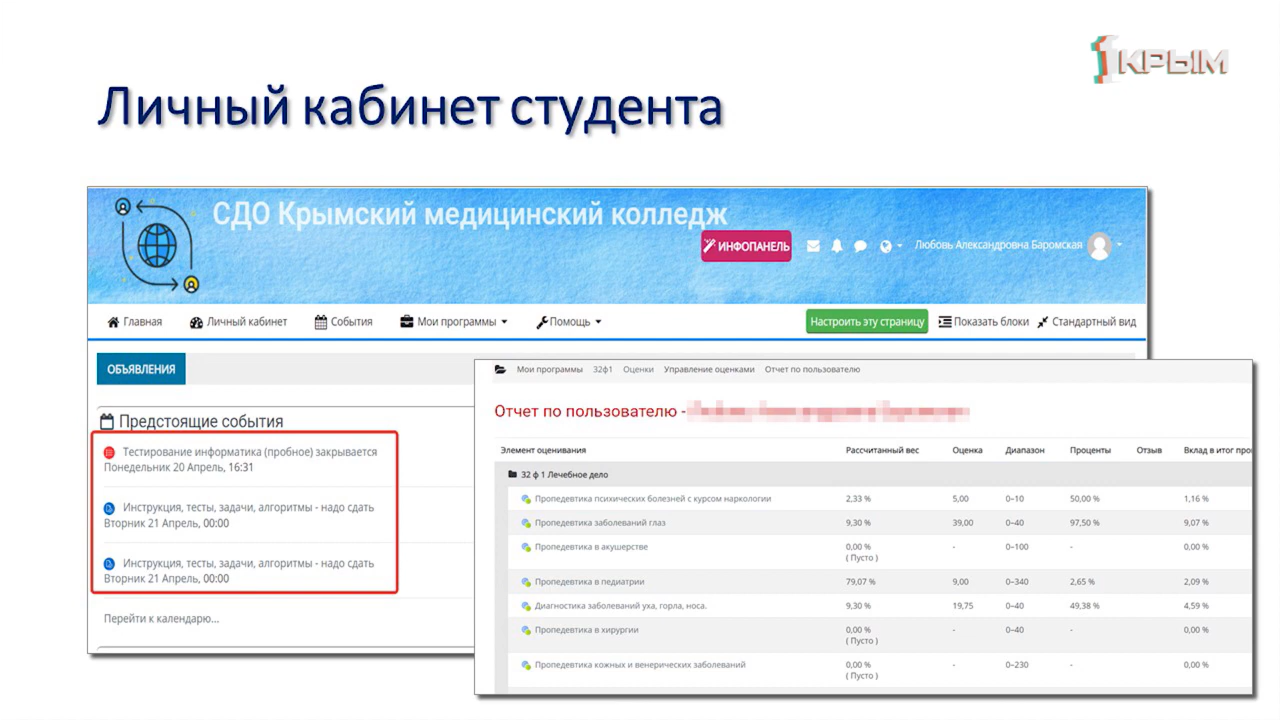 1 КРЫМ
Личный кабинет студента
СДО Крымский медицинский колледж
ИНФОПАНЕЛЬ
Любовь Александровна Баромская
Главная Личный кабинет События Мои программы Помощь Настроить эту страницу Показать блоки Стандартный вид
ОБЪЯВЛЕНИЯ
Предстоящие события
Тестирование информатика (пробное) закрывается
Понедельник 20 Апрель, 16:31
Инструкция, тесты, задачи, алгоритмы - надо сдать
Вторник 21 Апрель, 00:00
Инструкция, тесты, задачи, алгоритмы - надо сдать
Вторник 21 Апрель, 00:00
Перейти к календарю...
Мои программы 32ф1 Оценки Управление оценками Отчет по пользователю
Отчет по пользователю -
Элемент оценивания Рассчитанный вес Оценка Диапазон Проценты Отзыв Вклад в итог
32 ф 1 Лечебное дело
Пропедевтика психических болезней с курсом наркологии 2,33 % 5,00 0–10 50,00 % 1,16 %
Пропедевтика заболеваний глаз 9,30 % 39,00 0–40 97,50 % 9,07 %
Пропедевтика в акушерстве 0,00 % - 0–100 - 0,00 %
( Пусто )
Пропедевтика в педиатрии 79,07 % 9,00 0–340 2,65 % 2,09 %
Диагностика заболеваний уха, горла, носа. 9,30 % 19,75 0–40 49,38 % 4,59 %
Пропедевтика в хирургии 0,00 % - 0–40 - 0,00 %
( Пусто )
Пропедевтика кожных и венерических заболеваний 0,00 % - 0–230 - 0,00 %
( Пусто )